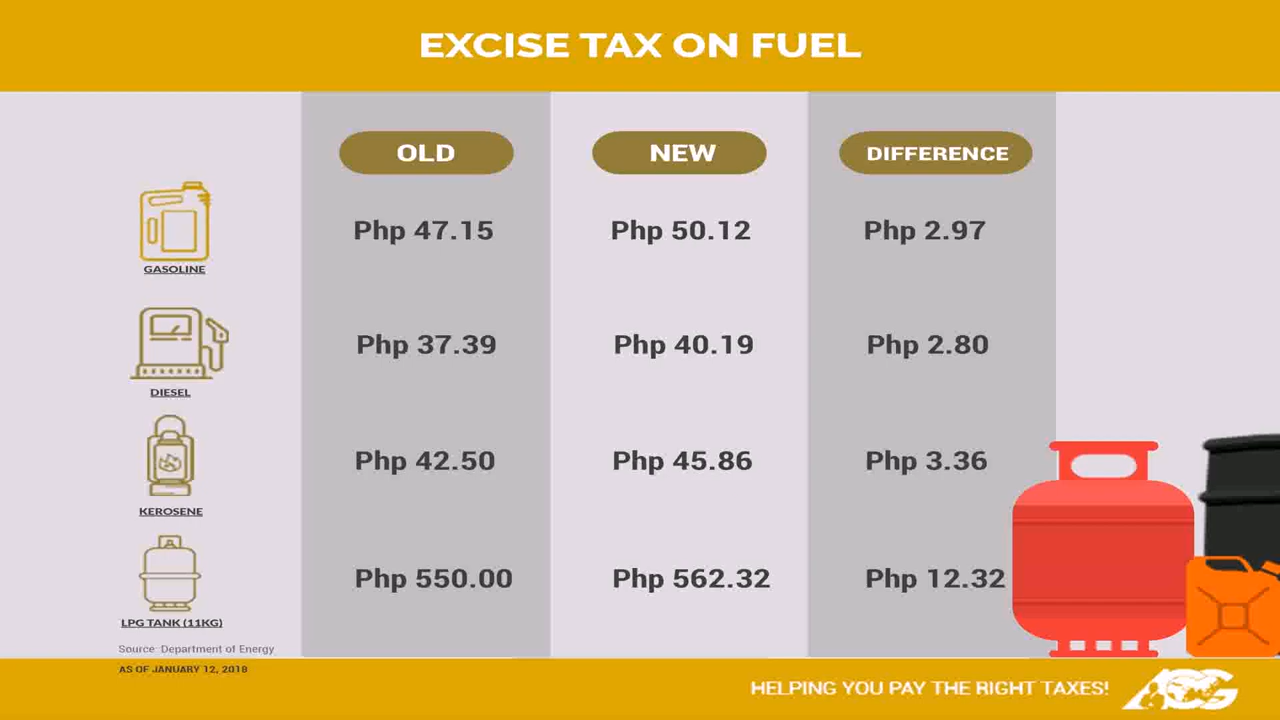 EXCISE TAX ON FUEL
OLD NEW DIFFERENCE
GASOLINE Php 47.15 Php 50.12 Php 2.97
DIESEL Php 37.39 Php 40.19 Php 2.80
KEROSENE Php 42.50 Php 45.86 Php 3.36
LPG TANK (11KG) Php 550.00 Php 562.32 Php 12.32
Source: Department of Energy
AS OF JANUARY 12, 2018
HELPING YOU PAY THE RIGHT TAXES! ACG